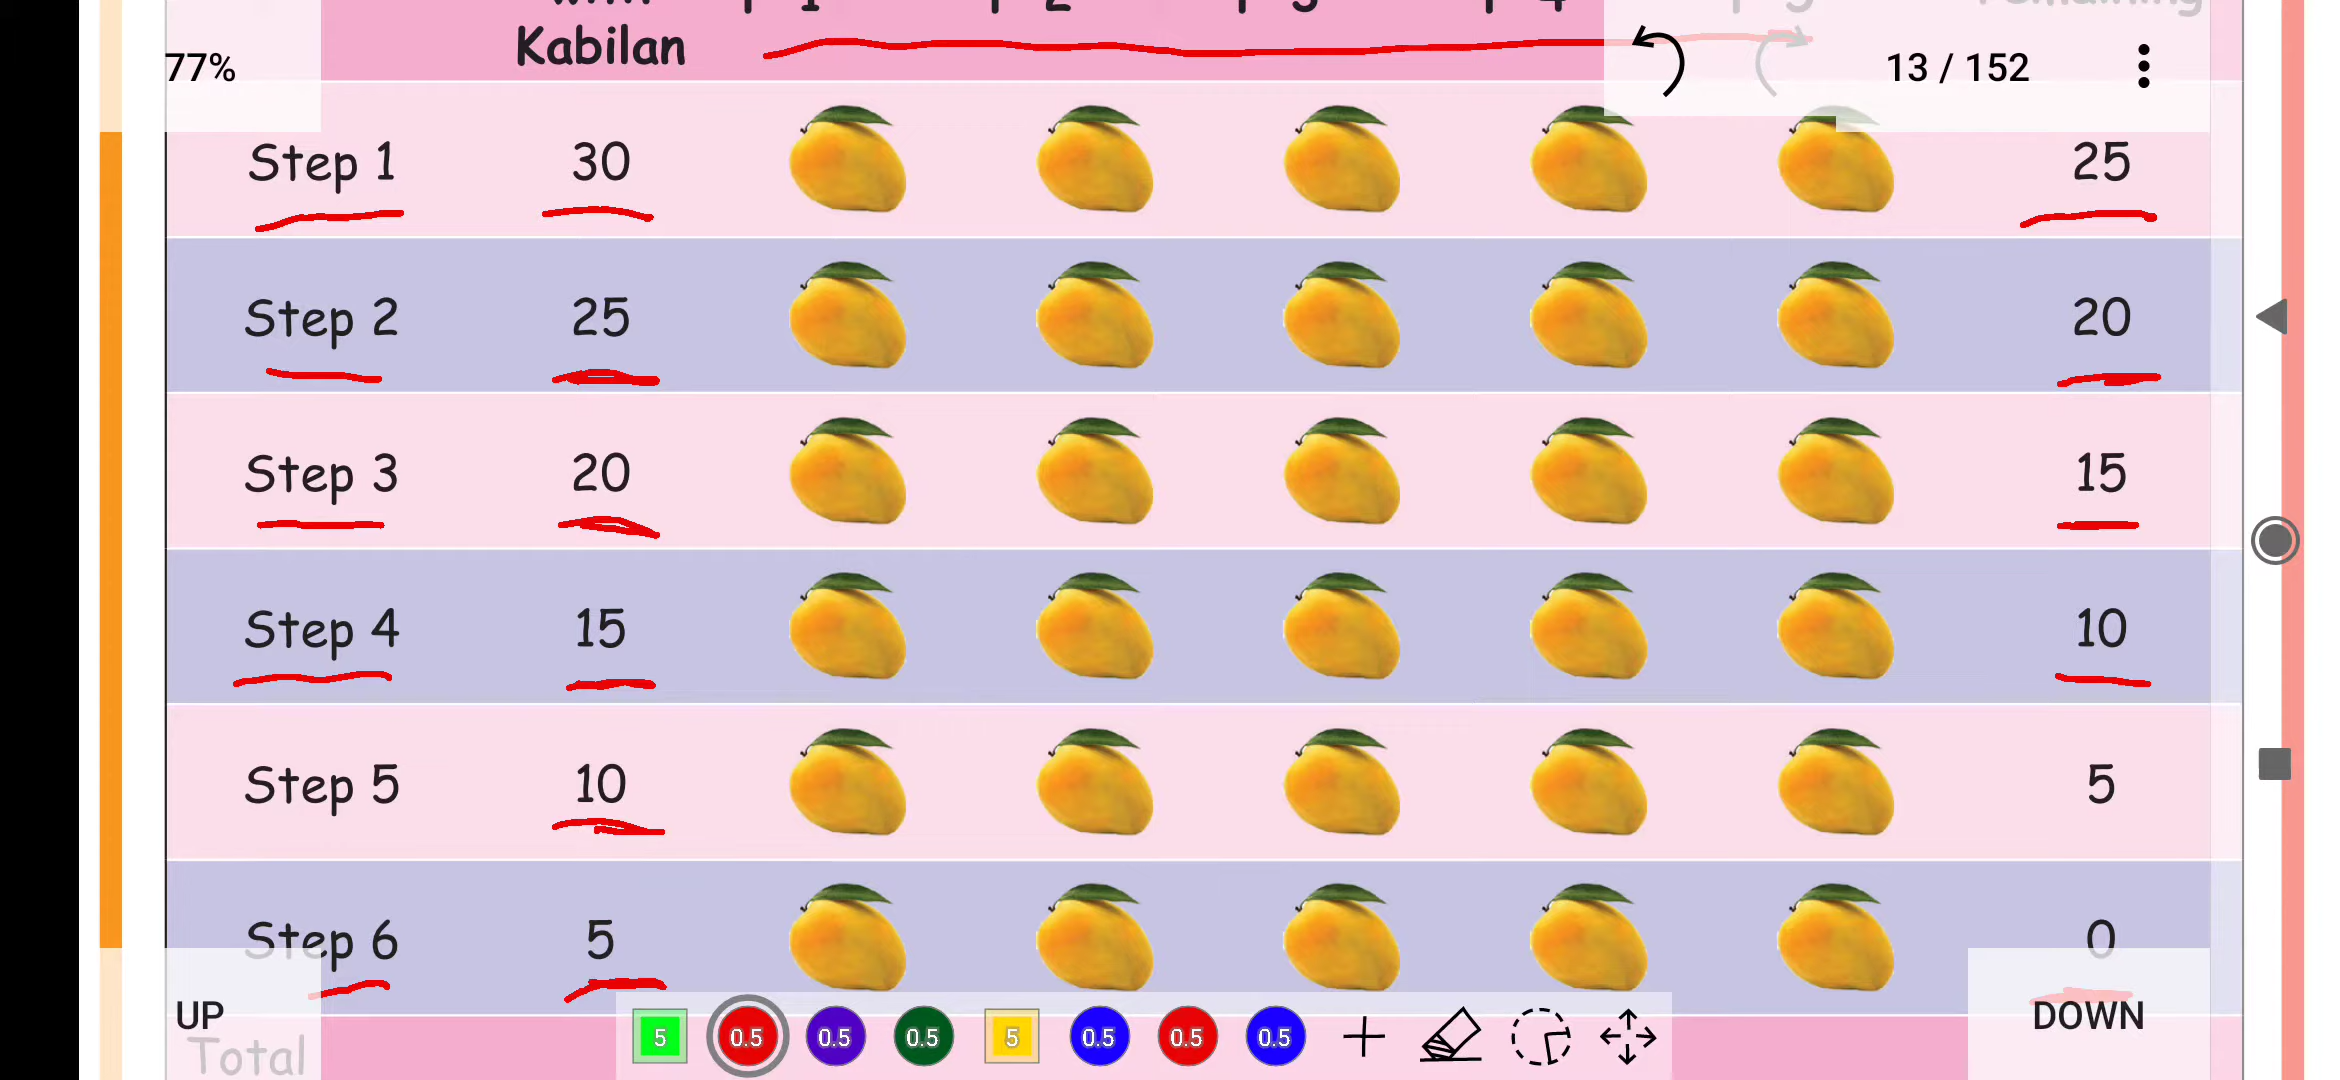 Kabilan
77%
13 / 152
Step 1 30 25
Step 2 25 20
Step 3 20 15
Step 4 15 10
Step 5 10 5
Step 6 5 0
UP
DOWN
Total
5 0.5 0.5 0.5 5 0.5 0.5 0.5